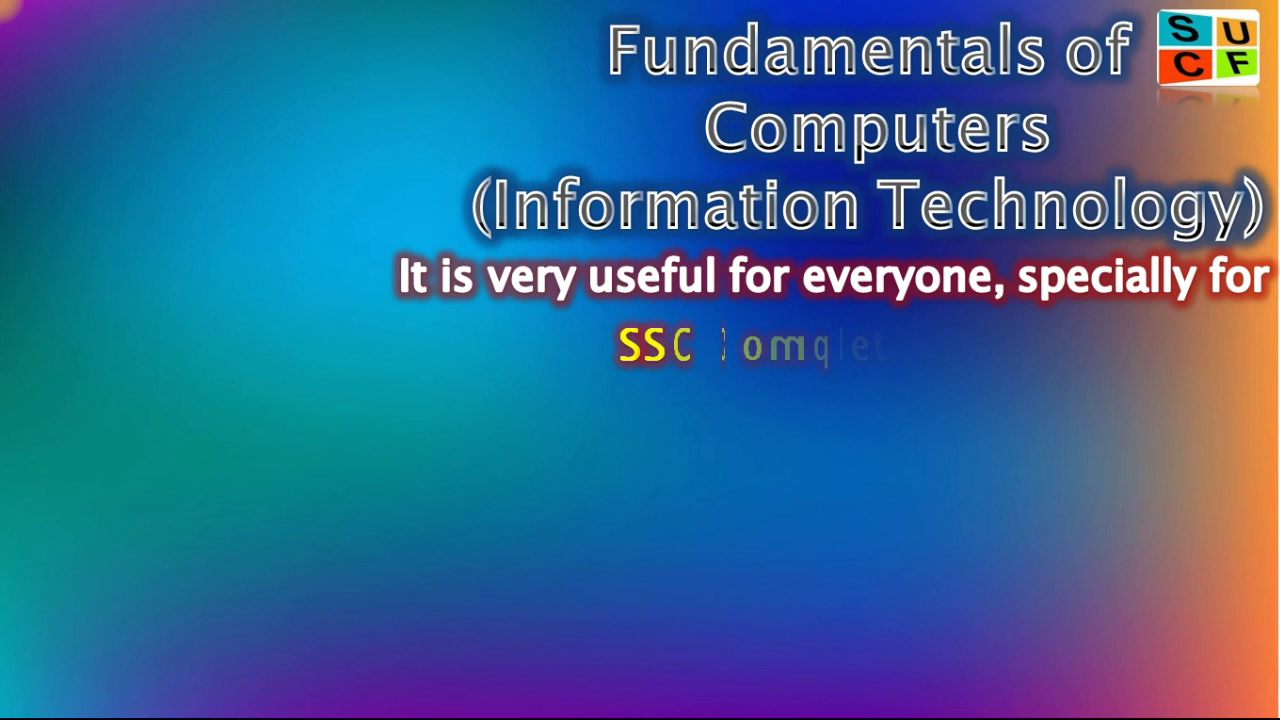 Fundamentals of
Computers
(Information Technology)
It is very useful for everyone, specially for
SSC
S U
C F